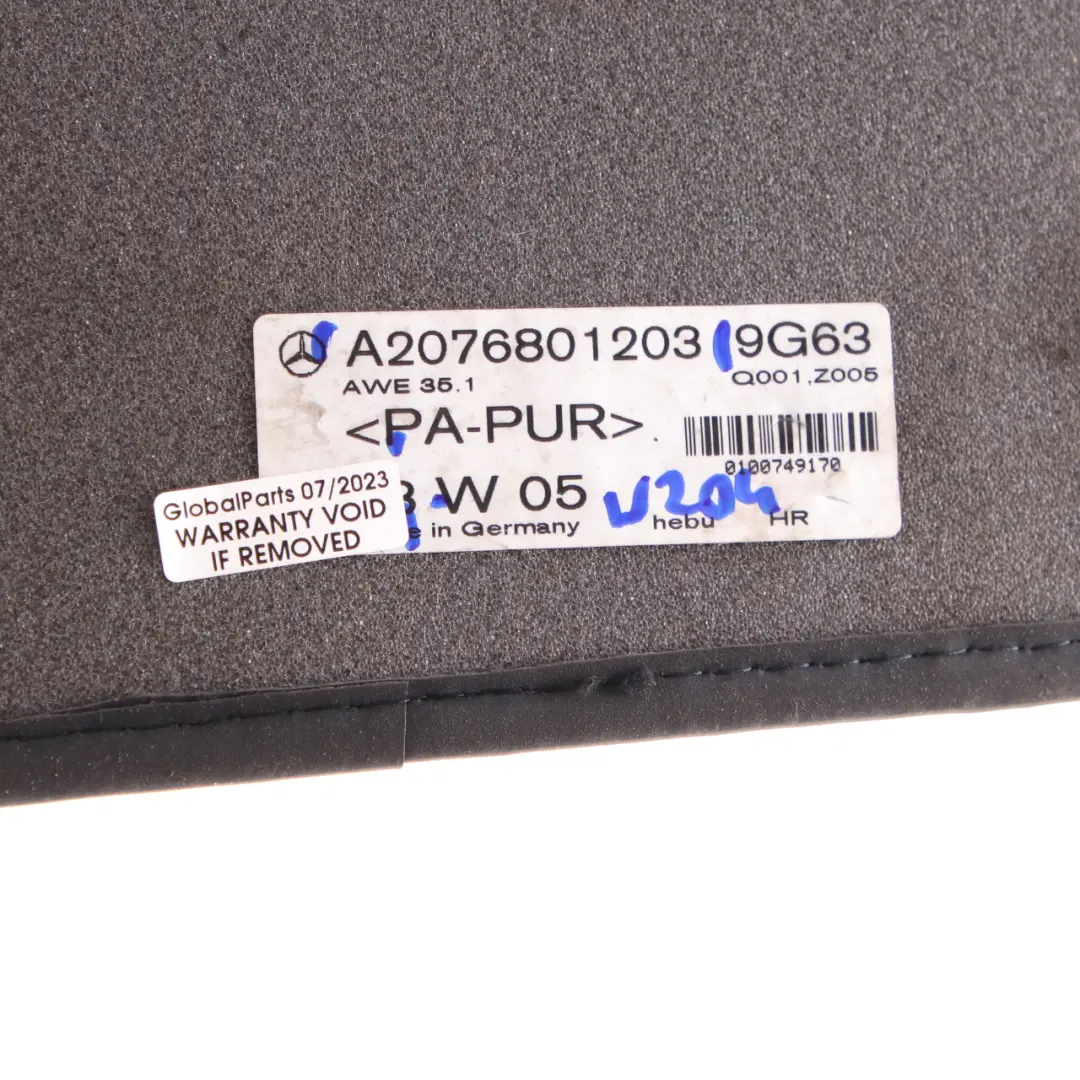 A2076801203 9G63
AWE 35.1
Q001,Z005
<PA-PUR>
0100749170
W 05
V204
in Germany
hebu
HR
GlobalParts 07/2023
WARRANTY VOID
IF REMOVED